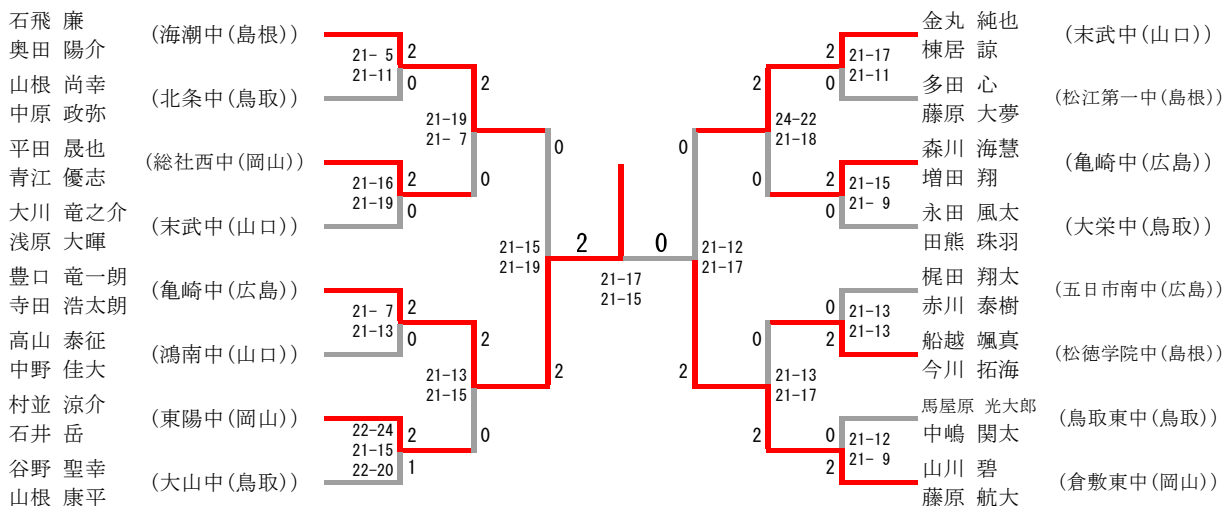 石飛 廉
奥田 陽介
(海潮中(島根))
山根 尚幸
中原 政弥
(北条中(鳥取))
平田 晟也
青江 優志
(総社西中(岡山))
大川 竜之介
浅原 大暉
(末武中(山口))
豊口 竜一朗
寺田 浩太朗
(亀崎中(広島))
高山 泰征
中野 佳大
(鴻南中(山口))
村並 涼介
石井 岳
(東陽中(岡山))
谷野 聖幸
山根 康平
(大山中(鳥取))
21- 5
21-11
2
0
21-16
21-19
2
0
21- 7
21-13
2
0
22-24
21-15
22-20
2
1
21-19
21- 7
2
0
21-13
21-15
2
0
21-15
21-19
0
2
2
0
21-17
21-15
21-12
21-17
0
2
24-22
21-18
2
0
21-13
21-17
0
2
21-17
21-11
2
0
21-15
21- 9
2
0
21-13
21-13
0
2
21-12
21- 9
0
2
金丸 純也
棟居 諒
(末武中(山口))
多田 心
藤原 大夢
(松江第一中(島根))
森川 海慧
増田 翔
(亀崎中(広島))
永田 風太
田熊 珠羽
(大栄中(鳥取))
梶田 翔太
赤川 泰樹
(五日市南中(広島))
船越 颯真
今川 拓海
(松徳学院中(島根))
馬屋原 光大郎
中嶋 関太
(鳥取東中(鳥取))
山川 碧
藤原 航大
(倉敷東中(岡山))